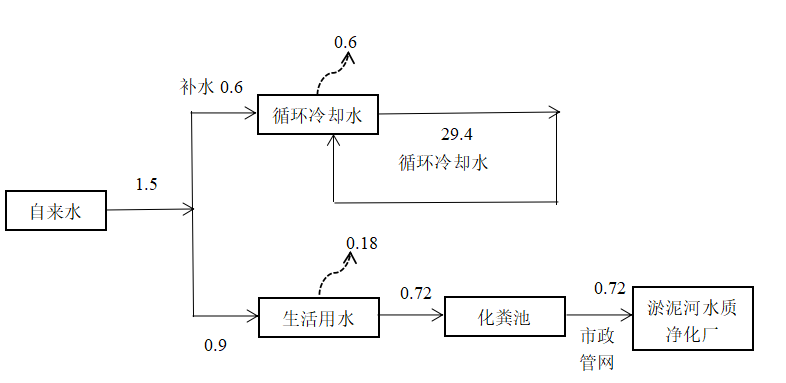 0.6
补水 0.6
循环冷却水
29.4
循环冷却水
1.5
自来水
0.18
0.72
0.72
生活用水
化粪池
淤泥河水质
净化厂
0.9
市政
管网